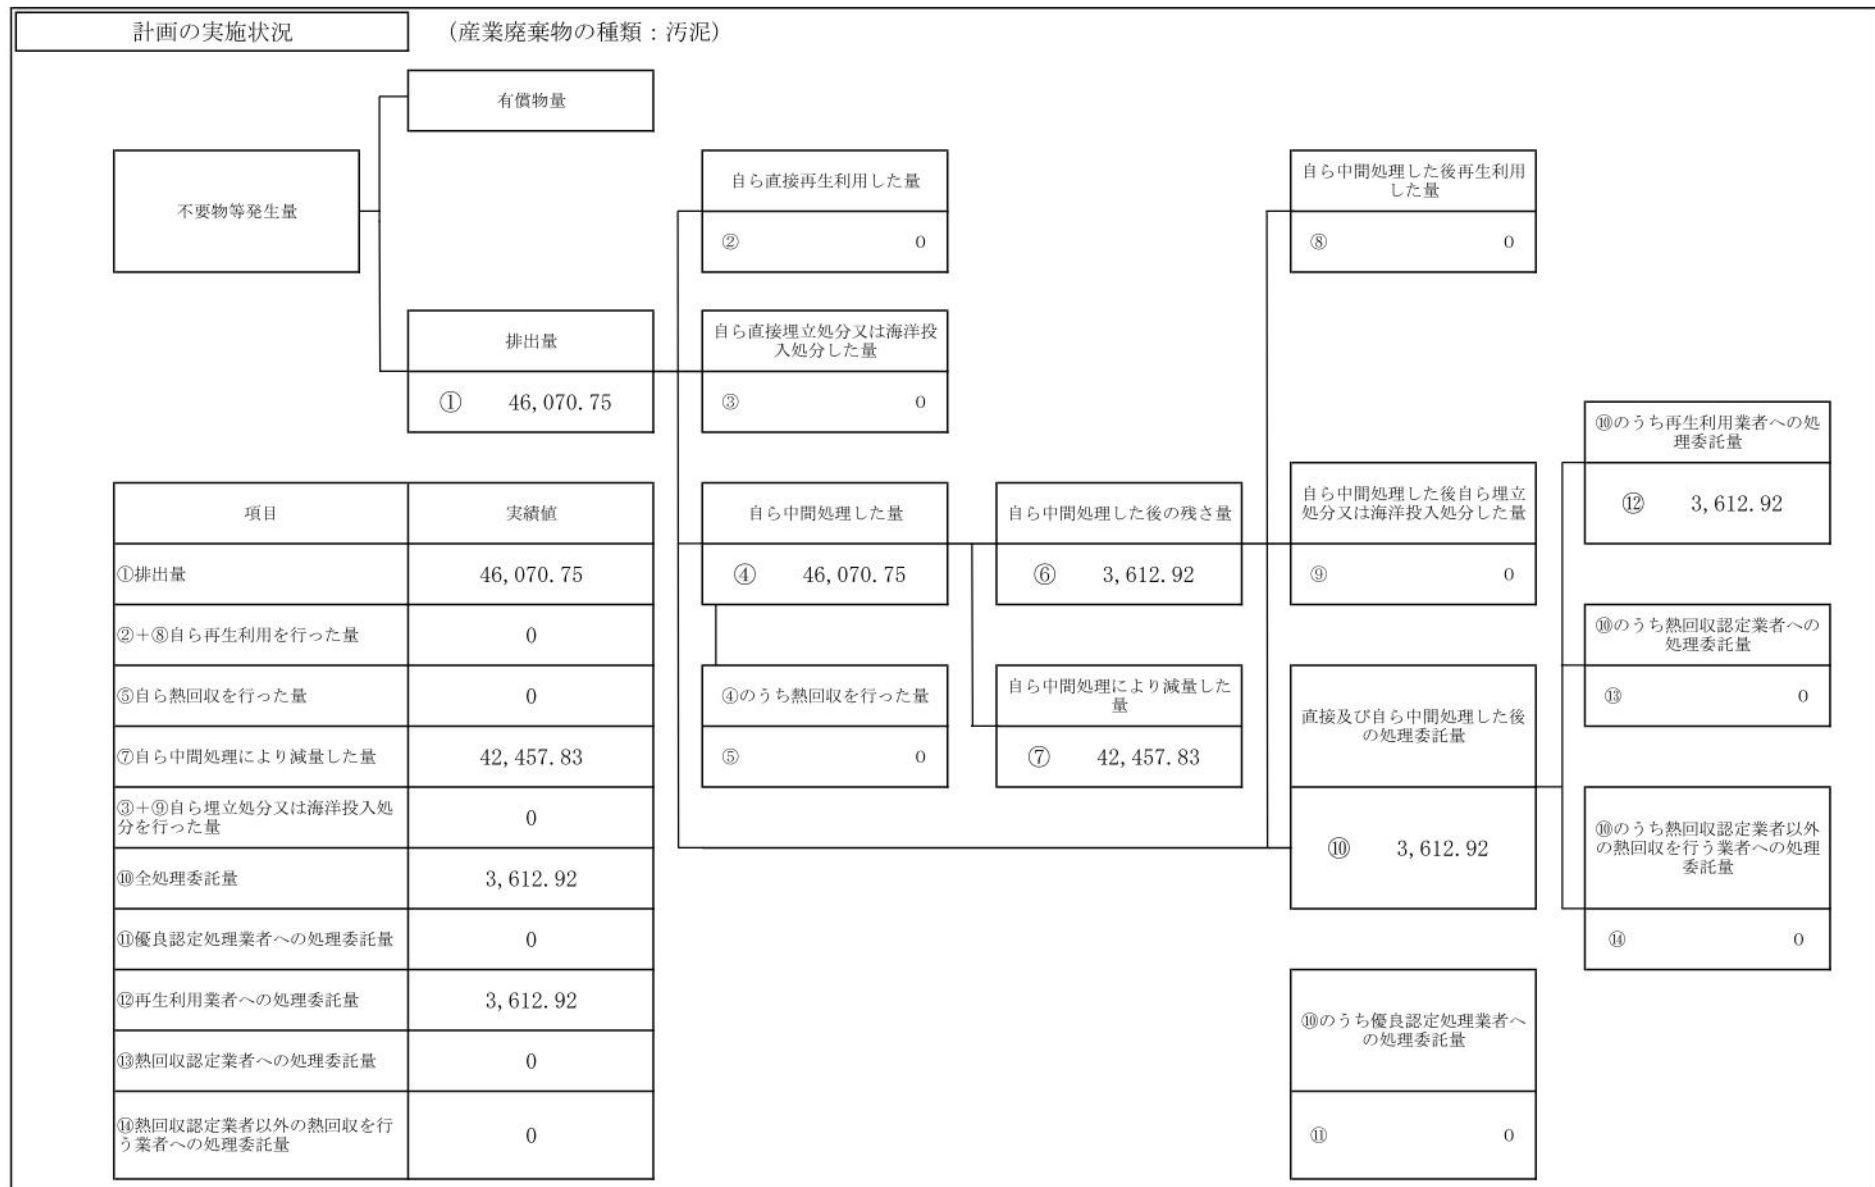 計画の実施状況
(産業廃棄物の種類：汚泥)
有償物量
不要物等発生量
自ら直接再生利用した量
② 0
自ら中間処理した後再生利用
した量
⑧ 0
排出量
① 46,070.75
自ら直接埋立処分又は海洋投
入処分した量
③ 0
⑩のうち再生利用業者への処
理委託量
⑫ 3,612.92
項目 実績値
①排出量 46,070.75
②＋⑧自ら再生利用を行った量 0
⑤自ら熱回収を行った量 0
⑦自ら中間処理により減量した量 42,457.83
③＋⑨自ら埋立処分又は海洋投入処
分を行った量 0
⑩全処理委託量 3,612.92
⑪優良認定処理業者への処理委託量 0
⑫再生利用業者への処理委託量 3,612.92
⑬熱回収認定業者への処理委託量 0
⑭熱回収認定業者以外の熱回収を行
う業者への処理委託量 0
自ら中間処理した量
④ 46,070.75
自ら中間処理した後の残さ量
⑥ 3,612.92
自ら中間処理した後自ら埋立
処分又は海洋投入処分した量
⑨ 0
④のうち熱回収を行った量
⑤ 0
自ら中間処理により減量した
量
⑦ 42,457.83
直接及び自ら中間処理した後
の処理委託量
⑩ 3,612.92
⑩のうち熱回収認定業者への
処理委託量
⑬ 0
⑩のうち熱回収認定業者以外
の熱回収を行う業者への処理
委託量
⑭ 0
⑩のうち優良認定処理業者へ
の処理委託量
⑪ 0